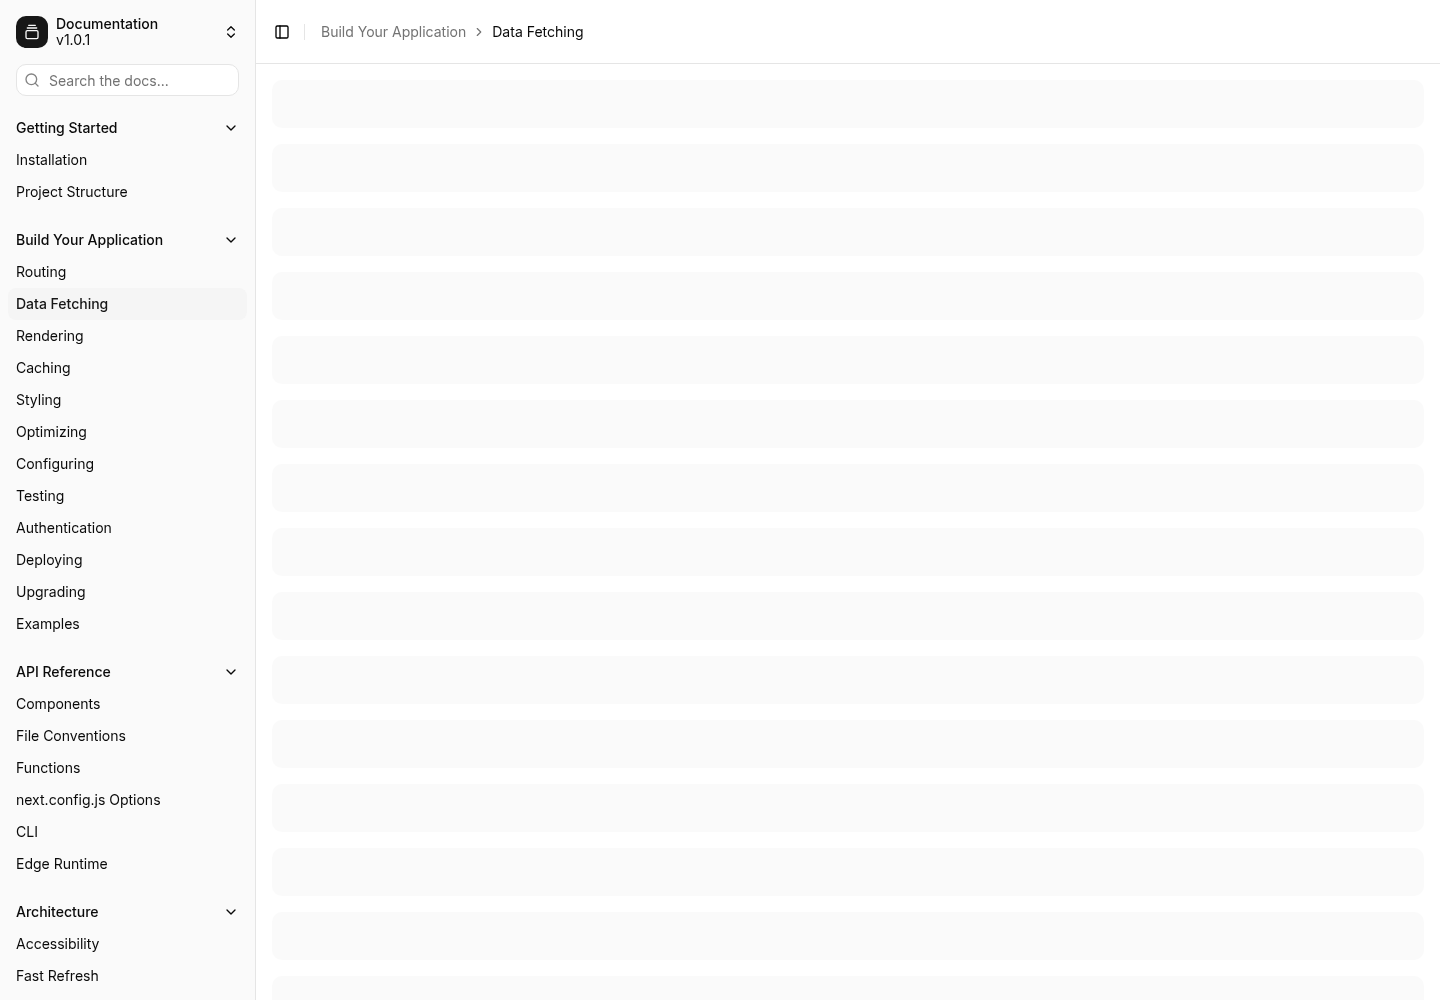 Documentation
v1.0.1
Search the docs...
Getting Started
Installation
Project Structure
Build Your Application
Routing
Data Fetching
Rendering
Caching
Styling
Optimizing
Configuring
Testing
Authentication
Deploying
Upgrading
Examples
API Reference
Components
File Conventions
Functions
next.config.js Options
CLI
Edge Runtime
Architecture
Accessibility
Fast Refresh
Build Your Application
Data Fetching